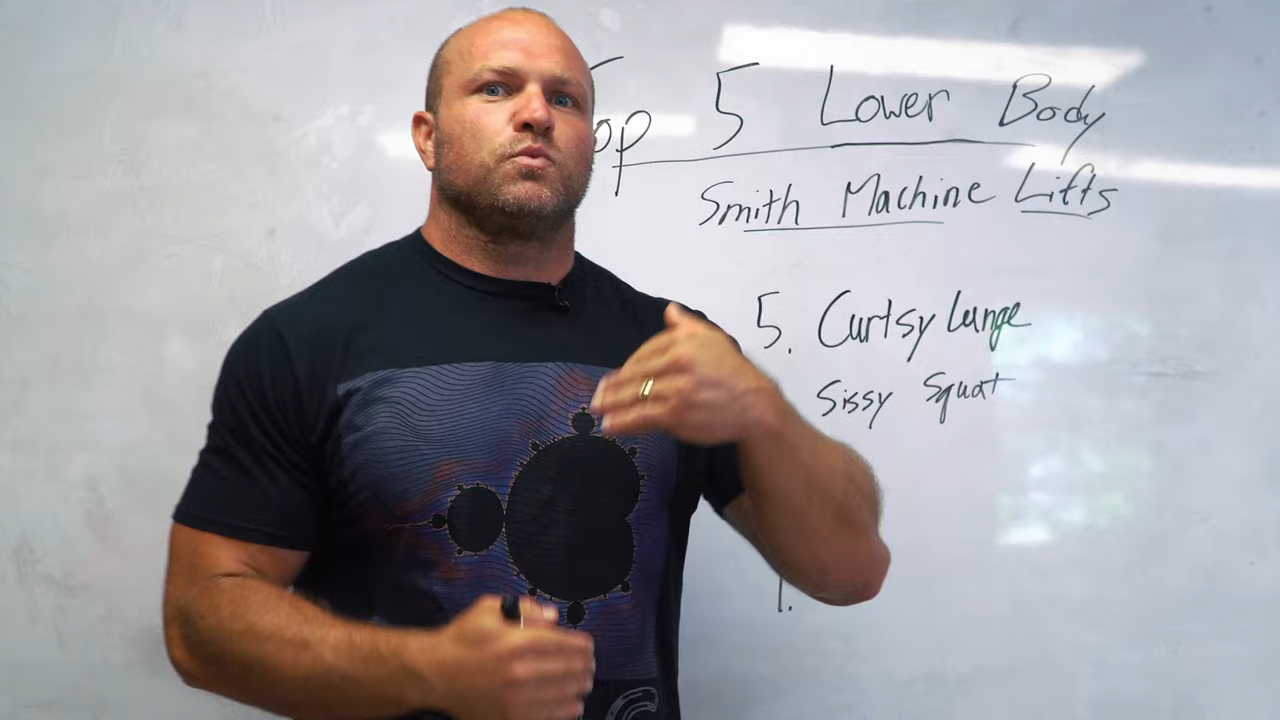 Top 5 Lower Body
Smith Machine Lifts
5. Curtsy Lunge
Sissy Squat
1.